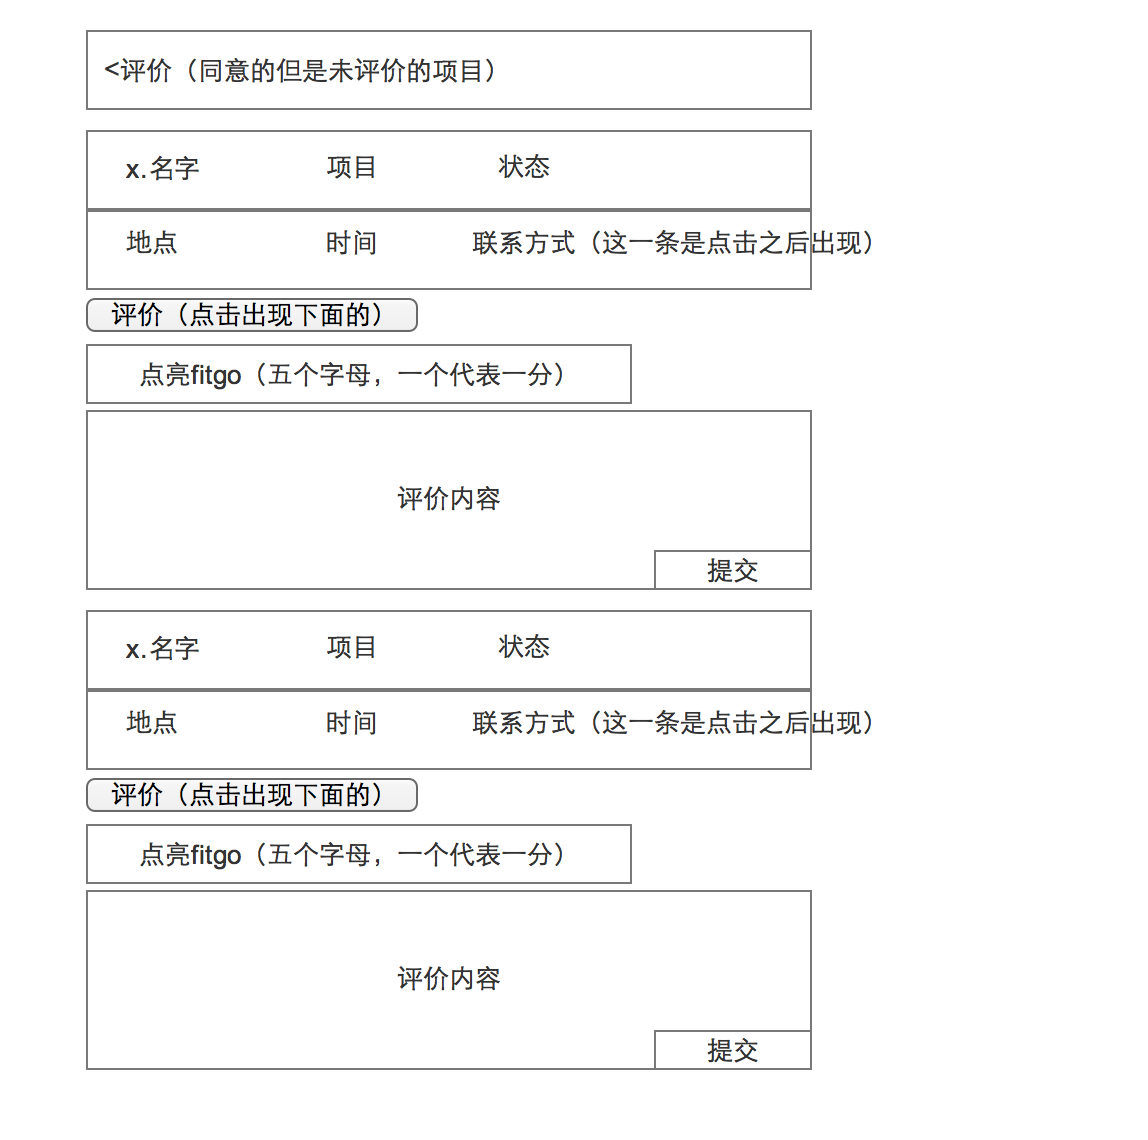 <评价（同意的但是未评价的项目）
x.名字 项目 状态
地点 时间 联系方式（这一条是点击之后出现）
评价（点击出现下面的）
点亮fitgo（五个字母，一个代表一分）
评价内容
提交
x.名字 项目 状态
地点 时间 联系方式（这一条是点击之后出现）
评价（点击出现下面的）
点亮fitgo（五个字母，一个代表一分）
评价内容
提交